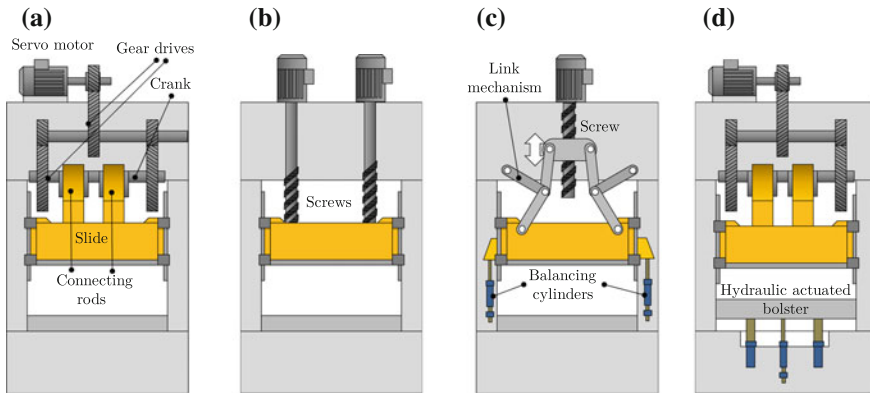 (a)
(b)
(c)
(d)
Servo motor
Gear drives
Crank
Slide
Connecting
rods
Screws
Link
mechanism
Screw
Balancing
cylinders
Hydraulic actuated
bolster